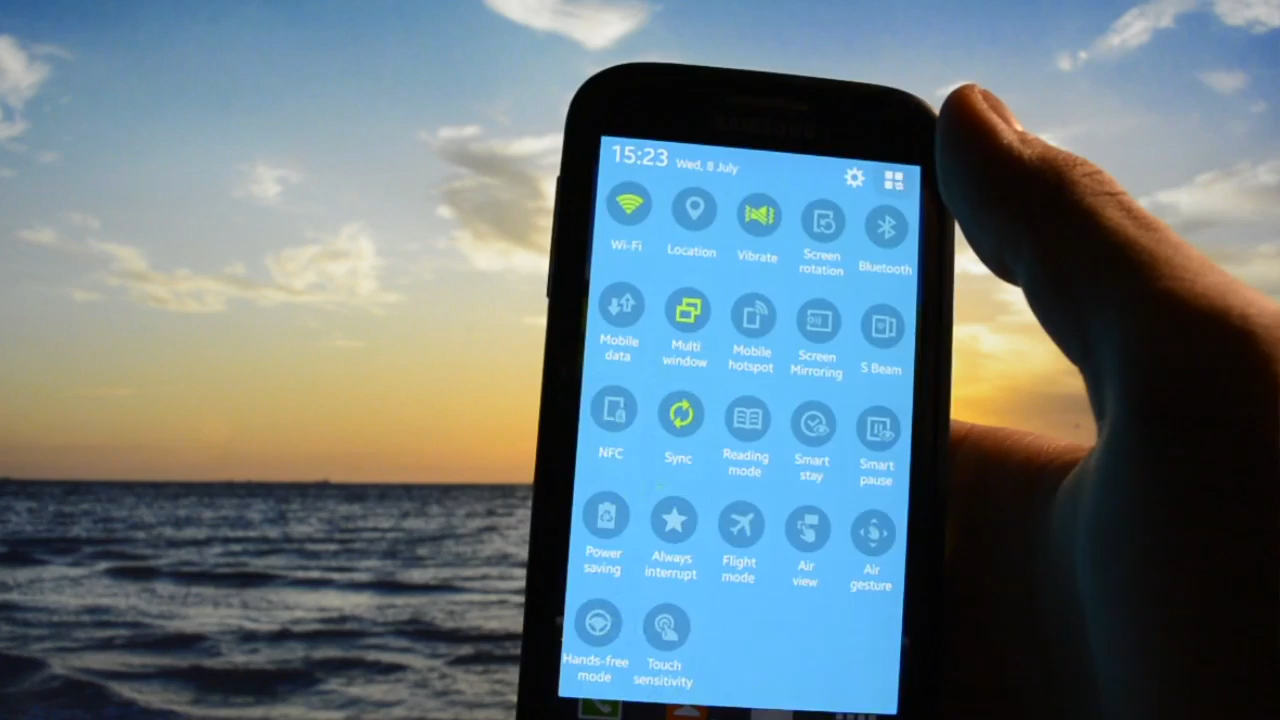 SAMSUNG
15:23 Wed, 8 July
Wi-Fi Location Vibrate Screen rotation Bluetooth
Mobile data Multi window Mobile hotspot Screen Mirroring S Beam
NFC Sync Reading mode Smart stay Smart pause
Power saving Always interrupt Flight mode Air view Air gesture
Hands-free mode Touch sensitivity